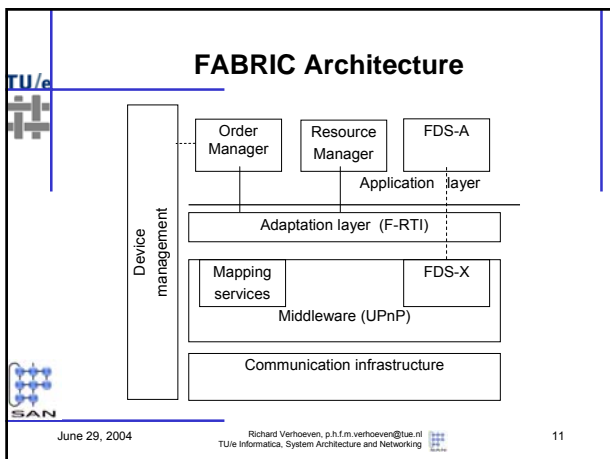 FABRIC Architecture
TU/e
Order
Manager
Resource
Manager
FDS-A
Application layer
Device
management
Adaptation layer (F-RTI)
Mapping
services
FDS-X
Middleware (UPnP)
Communication infrastructure
SAN
June 29, 2004
Richard Verhoeven, p.h.f.m.verhoeven@tue.nl
TU/e Informatica, System Architecture and Networking
SAN
11